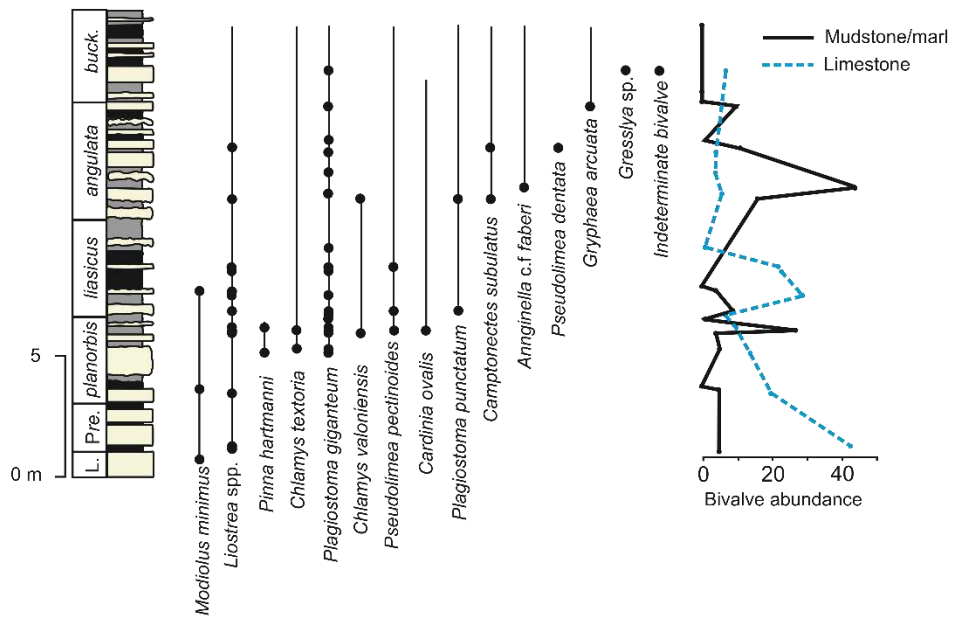 buck.
angulata
liasicus
planorbis
Pre.
L.
5
0 m
Modiolus minimus
Liostrea spp.
Pinna hartmanni
Chlamys textoria
Plagiostoma giganteum
Chlamys valoniensis
Pseudolimea pectinoides
Cardinia ovalis
Plagiostoma punctatum
Camptonectes subulatus
Annginella c.f faberi
Pseudolimea dentata
Gryphaea arcuata
Gresslya sp.
Indeterminate bivalve
Mudstone/marl
Limestone
0 20 40
Bivalve abundance